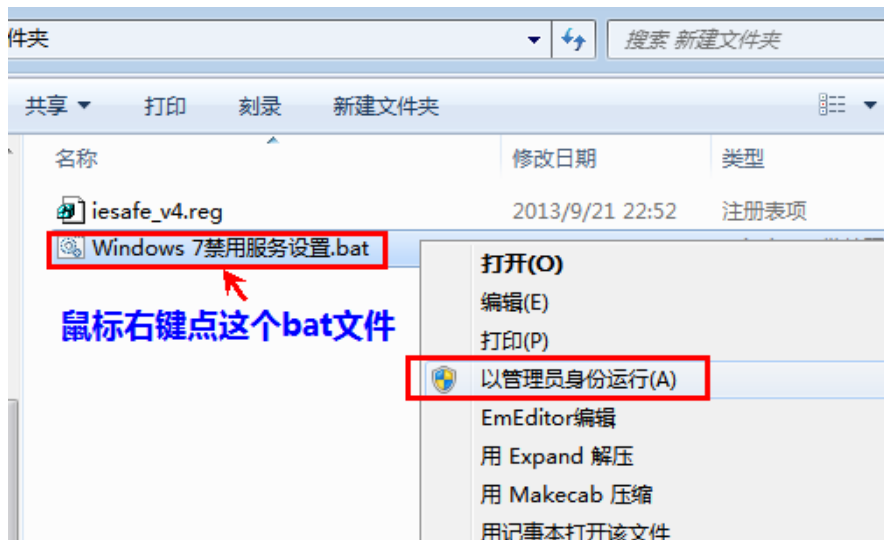 件夹
搜索 新建文件夹
共享 打印 刻录 新建文件夹
名称 修改日期 类型
iesafe_v4.reg 2013/9/21 22:52 注册表项
Windows 7禁用服务设置.bat
打开(O)
鼠标右键点这个bat文件
编辑(E)
打印(P)
以管理员身份运行(A)
EmEditor编辑
用 Expand 解压
用 Makecab 压缩
用记事本打开该文件